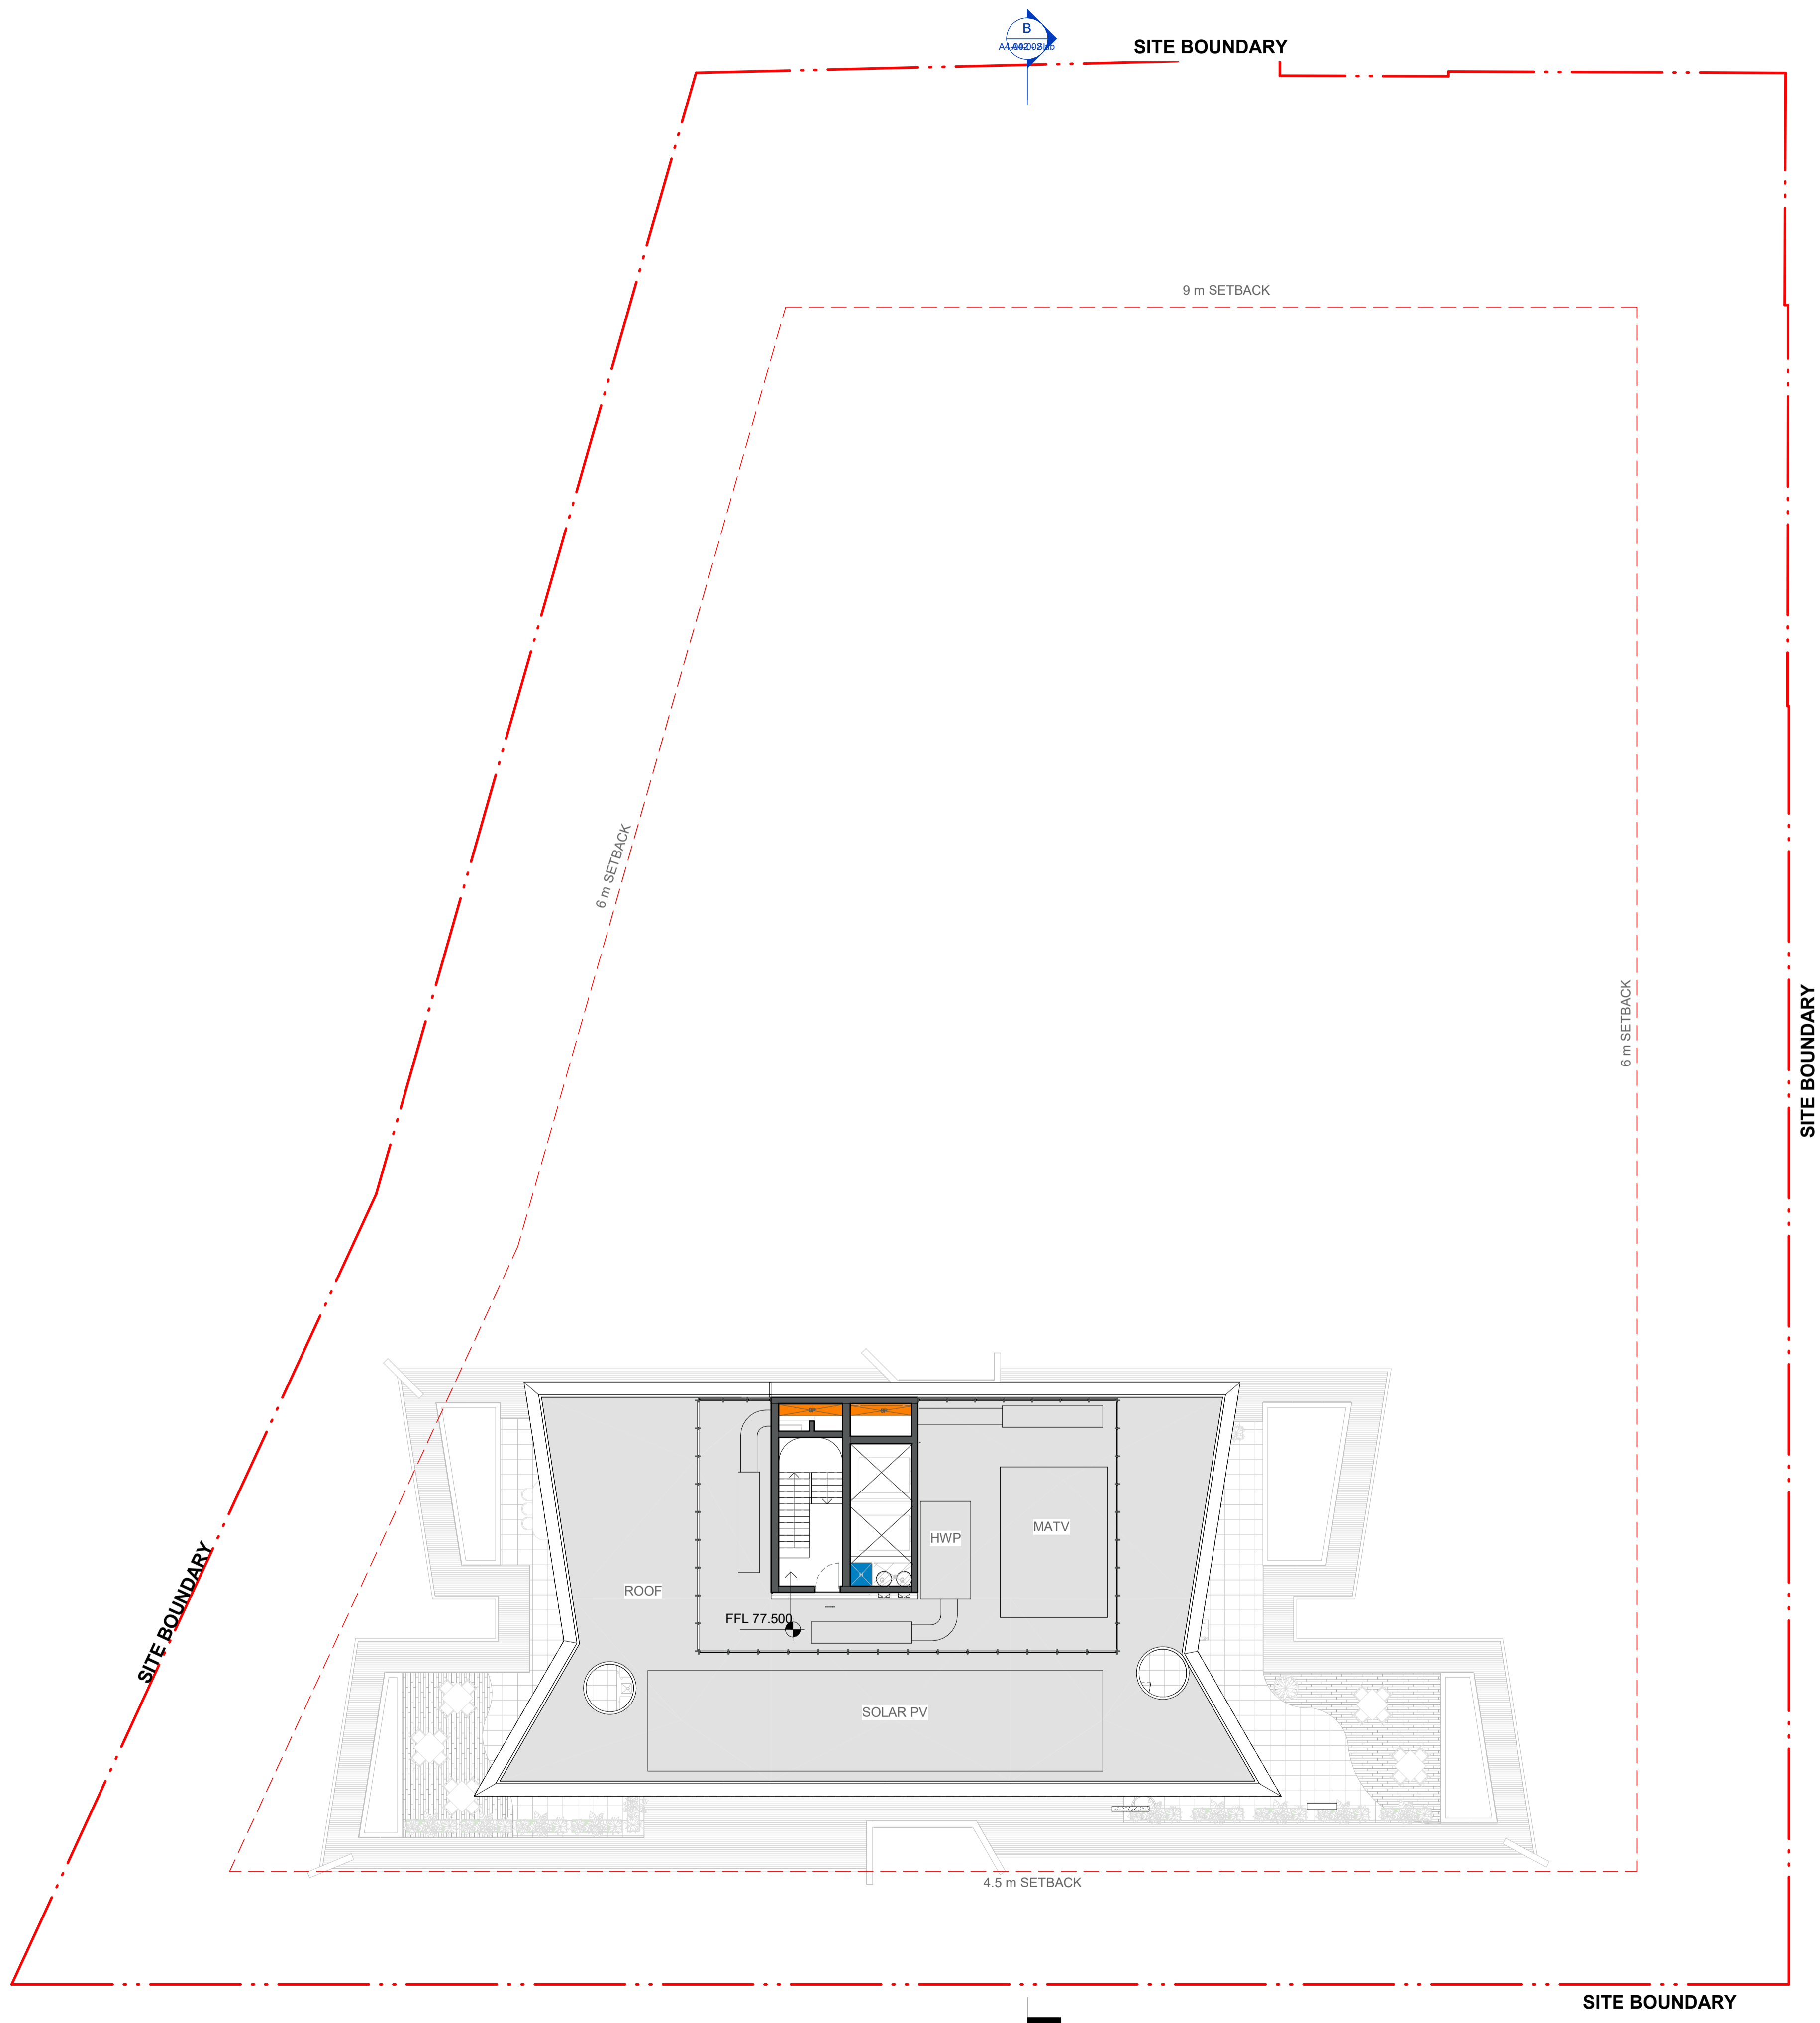 B
SITE BOUNDARY
9 m SETBACK
6 m SETBACK
6 m SETBACK
SITE BOUNDARY
SITE BOUNDARY
HWP
MATV
ROOF
FFL 77.500
SOLAR PV
4.5 m SETBACK
SITE BOUNDARY